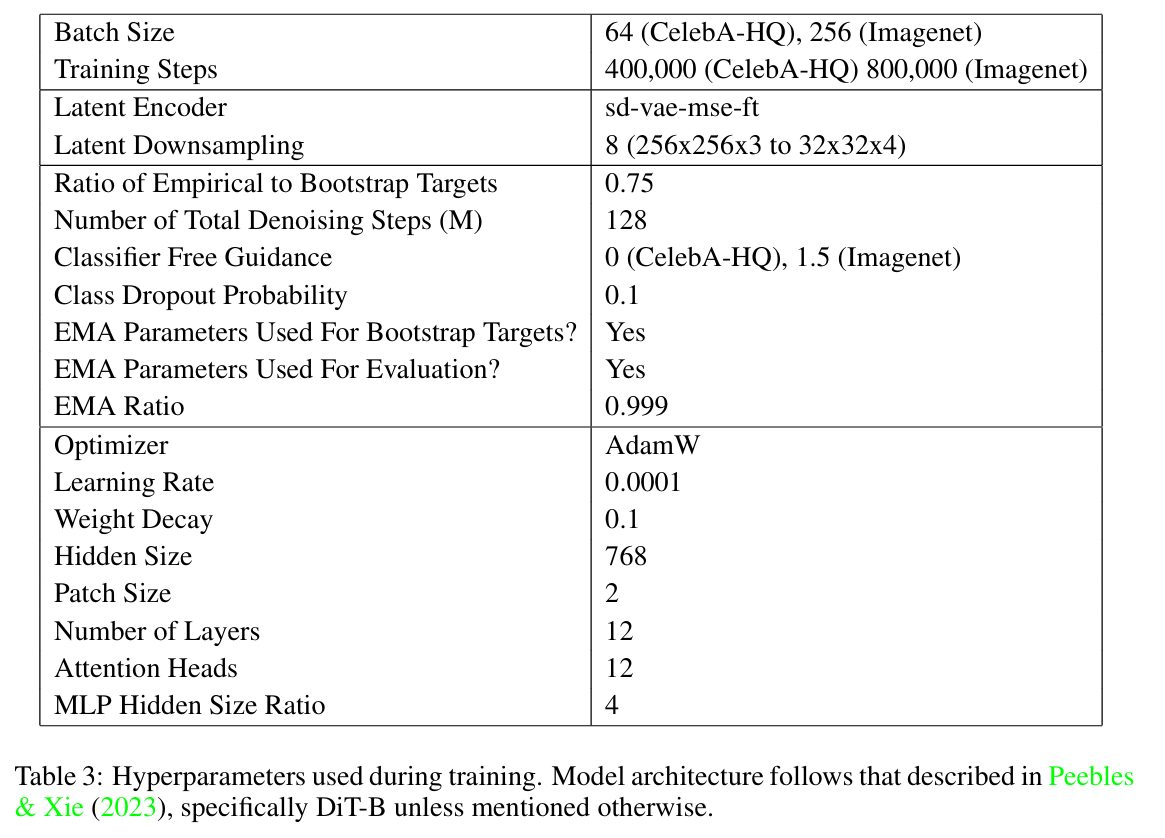 Batch Size 64 (CelebA-HQ), 256 (Imagenet)
Training Steps 400,000 (CelebA-HQ) 800,000 (Imagenet)
Latent Encoder sd-vae-mse-ft
Latent Downsampling 8 (256x256x3 to 32x32x4)
Ratio of Empirical to Bootstrap Targets 0.75
Number of Total Denoising Steps (M) 128
Classifier Free Guidance 0 (CelebA-HQ), 1.5 (Imagenet)
Class Dropout Probability 0.1
EMA Parameters Used For Bootstrap Targets? Yes
EMA Parameters Used For Evaluation? Yes
EMA Ratio 0.999
Optimizer AdamW
Learning Rate 0.0001
Weight Decay 0.1
Hidden Size 768
Patch Size 2
Number of Layers 12
Attention Heads 12
MLP Hidden Size Ratio 4
Table 3: Hyperparameters used during training. Model architecture follows that described in Peebles
& Xie (2023), specifically DiT-B unless mentioned otherwise.